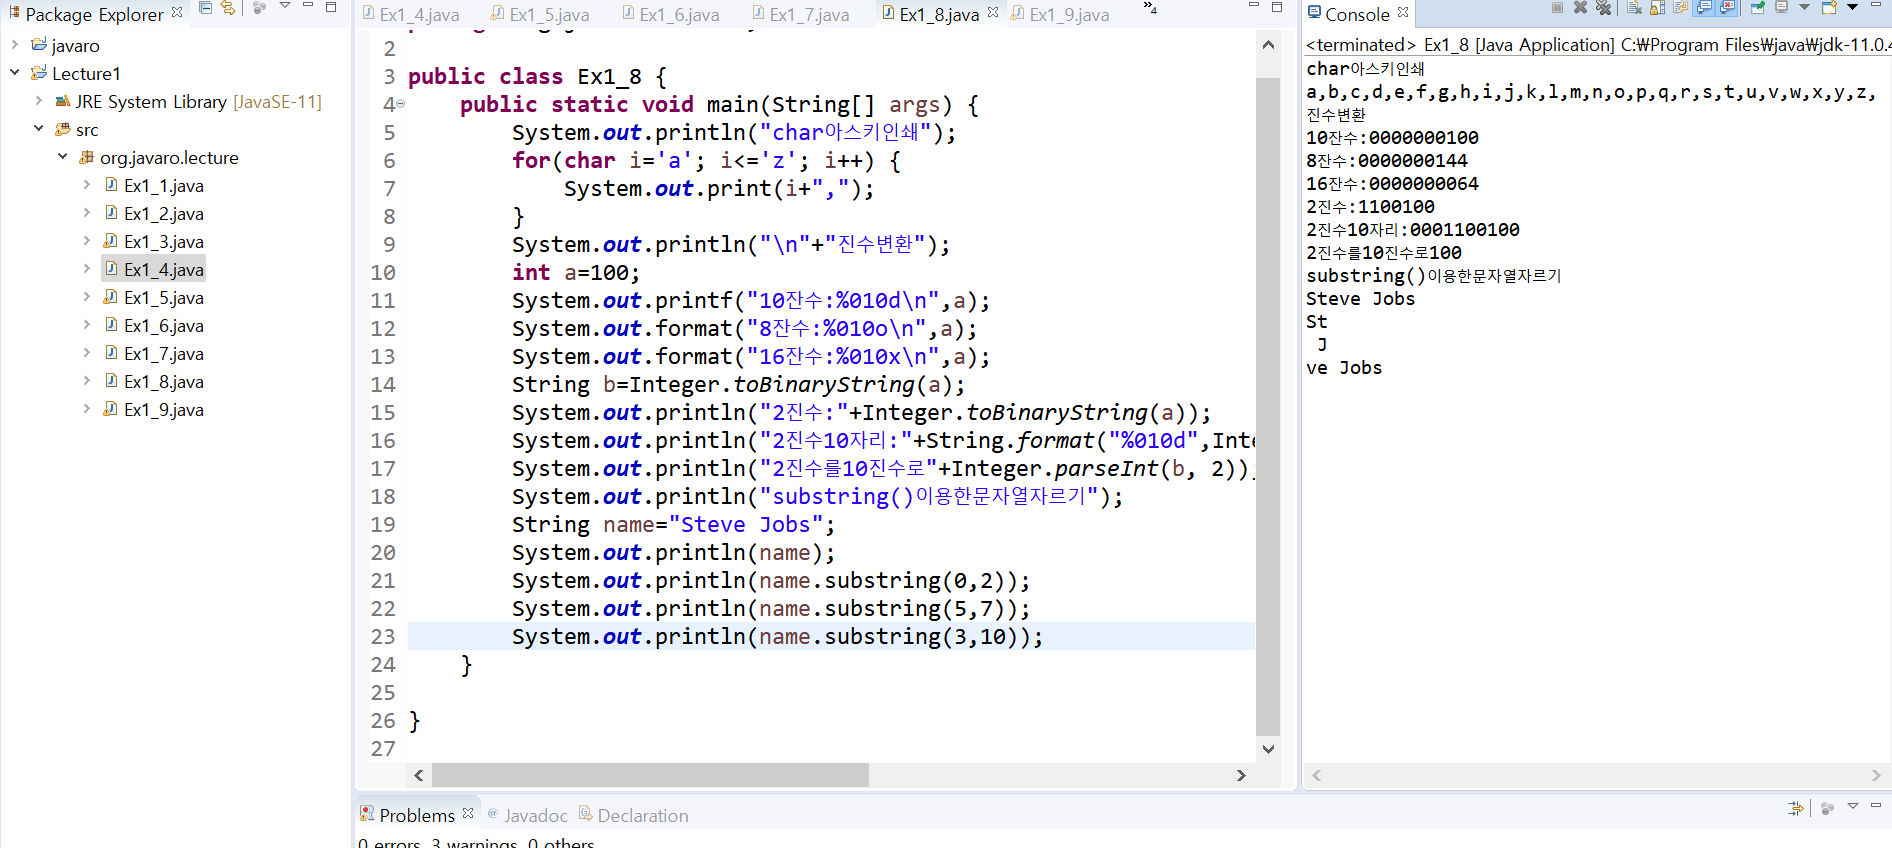 Package Explorer
javaro
Lecture1
JRE System Library [JavaSE-11]
src
org.javaro.lecture
Ex1_1.java
Ex1_2.java
Ex1_3.java
Ex1_4.java
Ex1_5.java
Ex1_6.java
Ex1_7.java
Ex1_8.java
Ex1_9.java
Ex1_4.java Ex1_5.java Ex1_6.java Ex1_7.java Ex1_8.java Ex1_9.java »4
2
3 public class Ex1_8 {
4 public static void main(String[] args) {
5 System.out.println("char아스키인쇄");
6 for(char i='a'; i<='z'; i++) {
7 System.out.print(i+",");
8 }
9 System.out.println("\n"+"진수변환");
10 int a=100;
11 System.out.printf("10잔수:%010d\n",a);
12 System.out.format("8잔수:%010o\n",a);
13 System.out.format("16잔수:%010x\n",a);
14 String b=Integer.toBinaryString(a);
15 System.out.println("2진수:"+Integer.toBinaryString(a));
16 System.out.println("2진수10자리:"+String.format("%010d",Inte
17 System.out.println("2진수를10진수로"+Integer.parseInt(b, 2));
18 System.out.println("substring()이용한문자열자르기");
19 String name="Steve Jobs";
20 System.out.println(name);
21 System.out.println(name.substring(0,2));
22 System.out.println(name.substring(5,7));
23 System.out.println(name.substring(3,10));
24 }
25
26 }
27
Problems @ Javadoc Declaration
0 errors, 3 warnings, 0 others
Console
<terminated> Ex1_8 [Java Application] C:₩Program Files₩java₩jdk-11.0.4
char아스키인쇄
a,b,c,d,e,f,g,h,i,j,k,l,m,n,o,p,q,r,s,t,u,v,w,x,y,z,
진수변환
10잔수:0000000100
8잔수:0000000144
16잔수:0000000064
2진수:1100100
2진수10자리:0001100100
2진수를10진수로100
substring()이용한문자열자르기
Steve Jobs
St
 J
ve Jobs